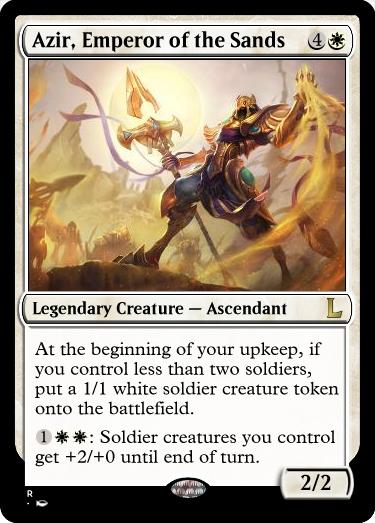 Azir, Emperor of the Sands 4
Legendary Creature — Ascendant L
At the beginning of your upkeep, if
you control less than two soldiers,
put a 1/1 white soldier creature token
onto the battlefield.
1: Soldier creatures you control
get +2/+0 until end of turn.
2/2
R